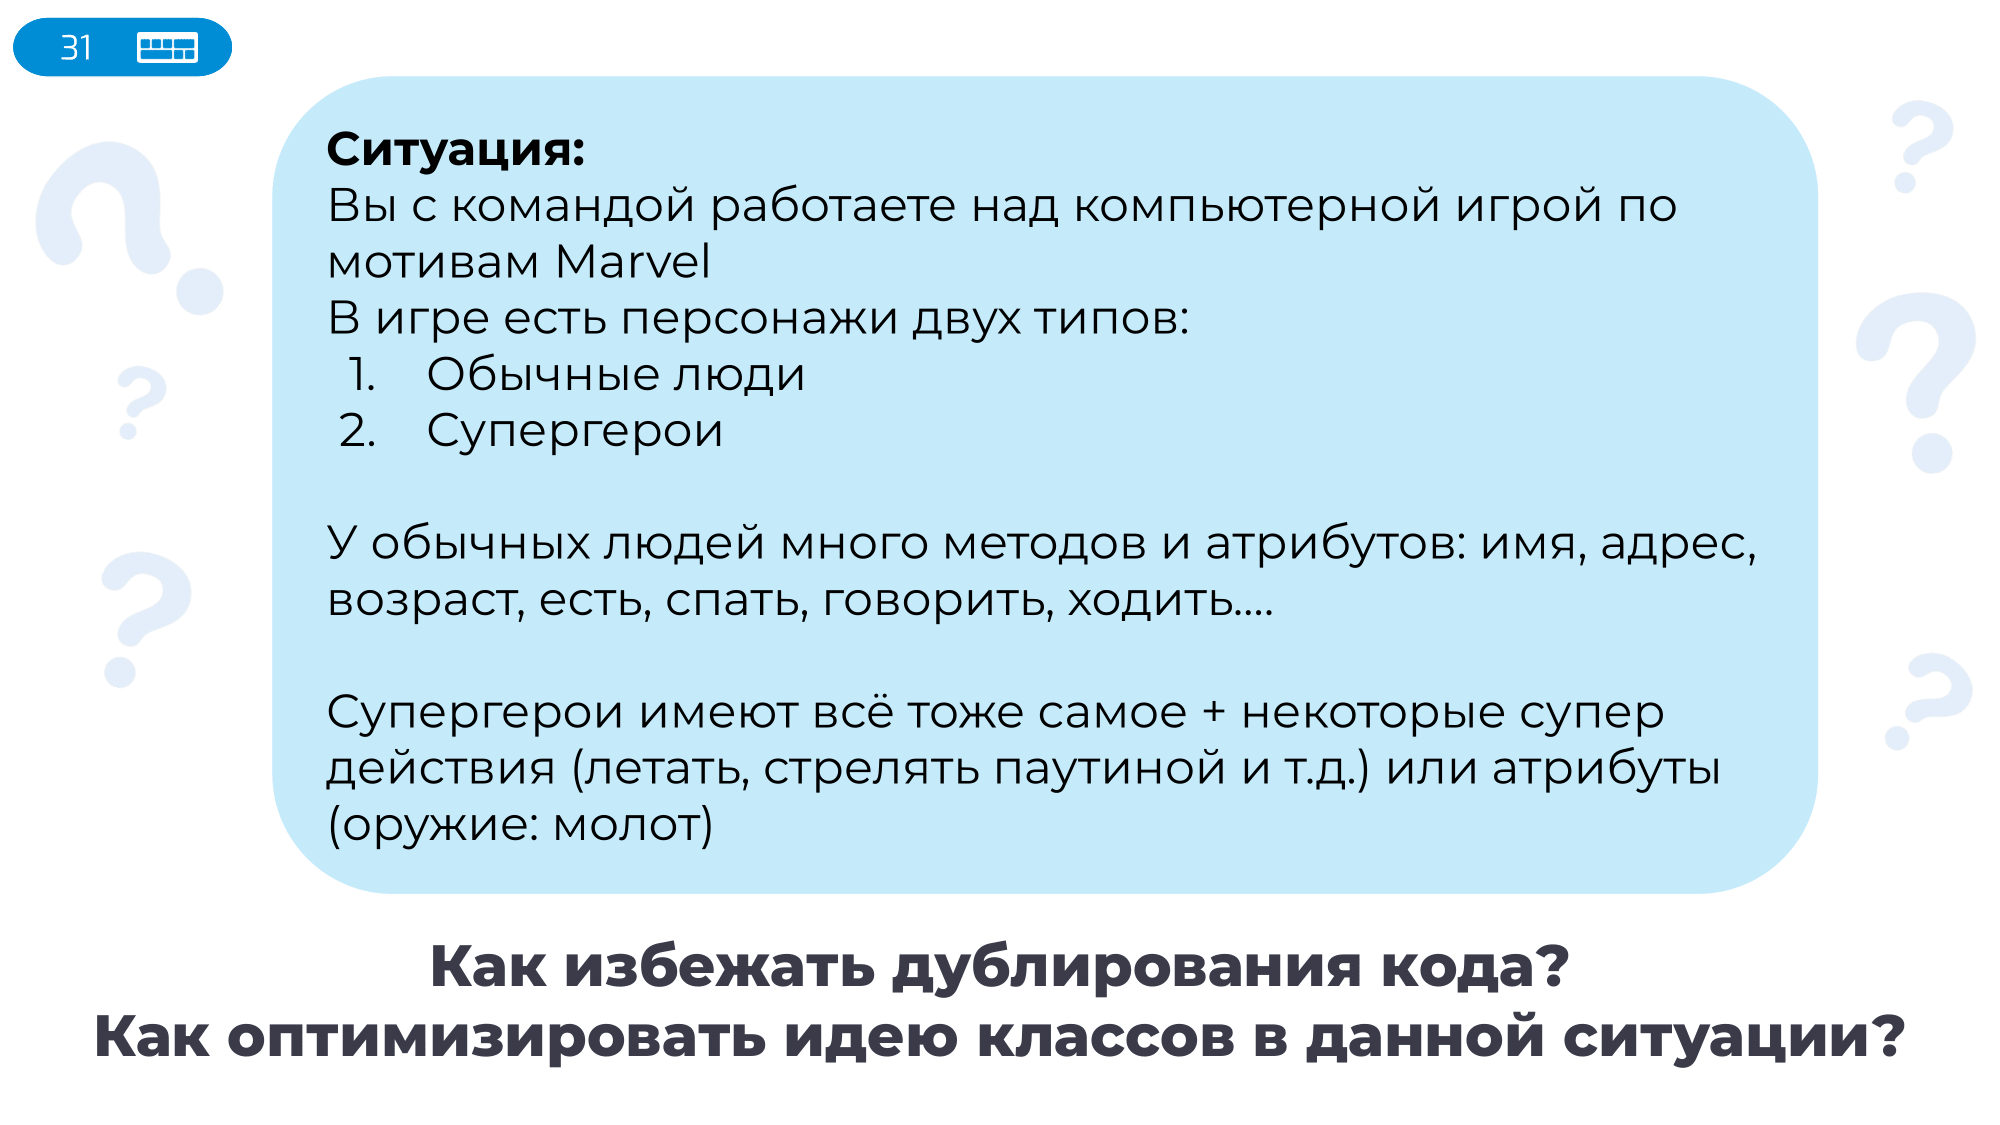 31
Ситуация:
Вы с командой работаете над компьютерной игрой по
мотивам Marvel
В игре есть персонажи двух типов:
1. Обычные люди
2. Супергерои
У обычных людей много методов и атрибутов: имя, адрес,
возраст, есть, спать, говорить, ходить....
Супергерои имеют всё тоже самое + некоторые супер
действия (летать, стрелять паутиной и т.д.) или атрибуты
(оружие: молот)
Как избежать дублирования кода?
Как оптимизировать идею классов в данной ситуации?